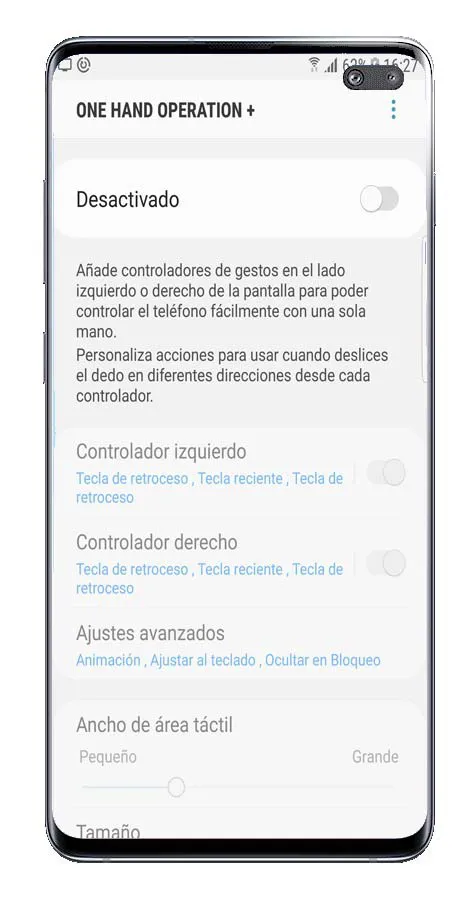 62% 16:27
ONE HAND OPERATION +
Desactivado
Añade controladores de gestos en el lado
izquierdo o derecho de la pantalla para poder
controlar el teléfono fácilmente con una sola
mano.
Personaliza acciones para usar cuando deslices
el dedo en diferentes direcciones desde cada
controlador.
Controlador izquierdo
Tecla de retroceso , Tecla reciente , Tecla de
retroceso
Controlador derecho
Tecla de retroceso , Tecla reciente , Tecla de
retroceso
Ajustes avanzados
Animación , Ajustar al teclado , Ocultar en Bloqueo
Ancho de área táctil
Pequeño Grande
Tamaño